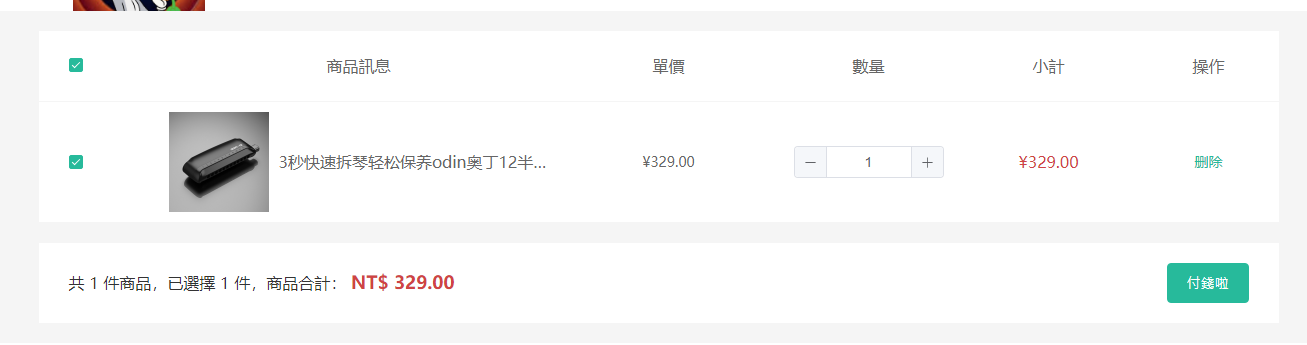 商品訊息 單價 數量 小計 操作
3秒快速拆琴轻松保养odin奥丁12半... ¥329.00 — 1 + ¥329.00 删除
共 1 件商品，已選擇 1 件，商品合計： NT$ 329.00 付錢啦